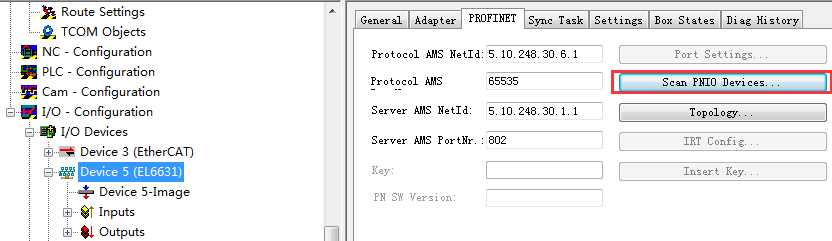 Route Settings
TCOM Objects
NC - Configuration
PLC - Configuration
Cam - Configuration
I/O - Configuration
I/O Devices
Device 3 (EtherCAT)
Device 5 (EL6631)
Device 5-Image
Inputs
Outputs
General Adapter PROFINET Sync Task Settings Box States Diag History
Protocol AMS NetId: 5.10.248.30.6.1 Port Settings...
Protocol AMS 65535 Scan PNIO Devices...
Server AMS NetId: 5.10.248.30.1.1 Topology...
Server AMS PortNr.: 802 IRT Config...
Key: Insert Key...
PN SW Version: